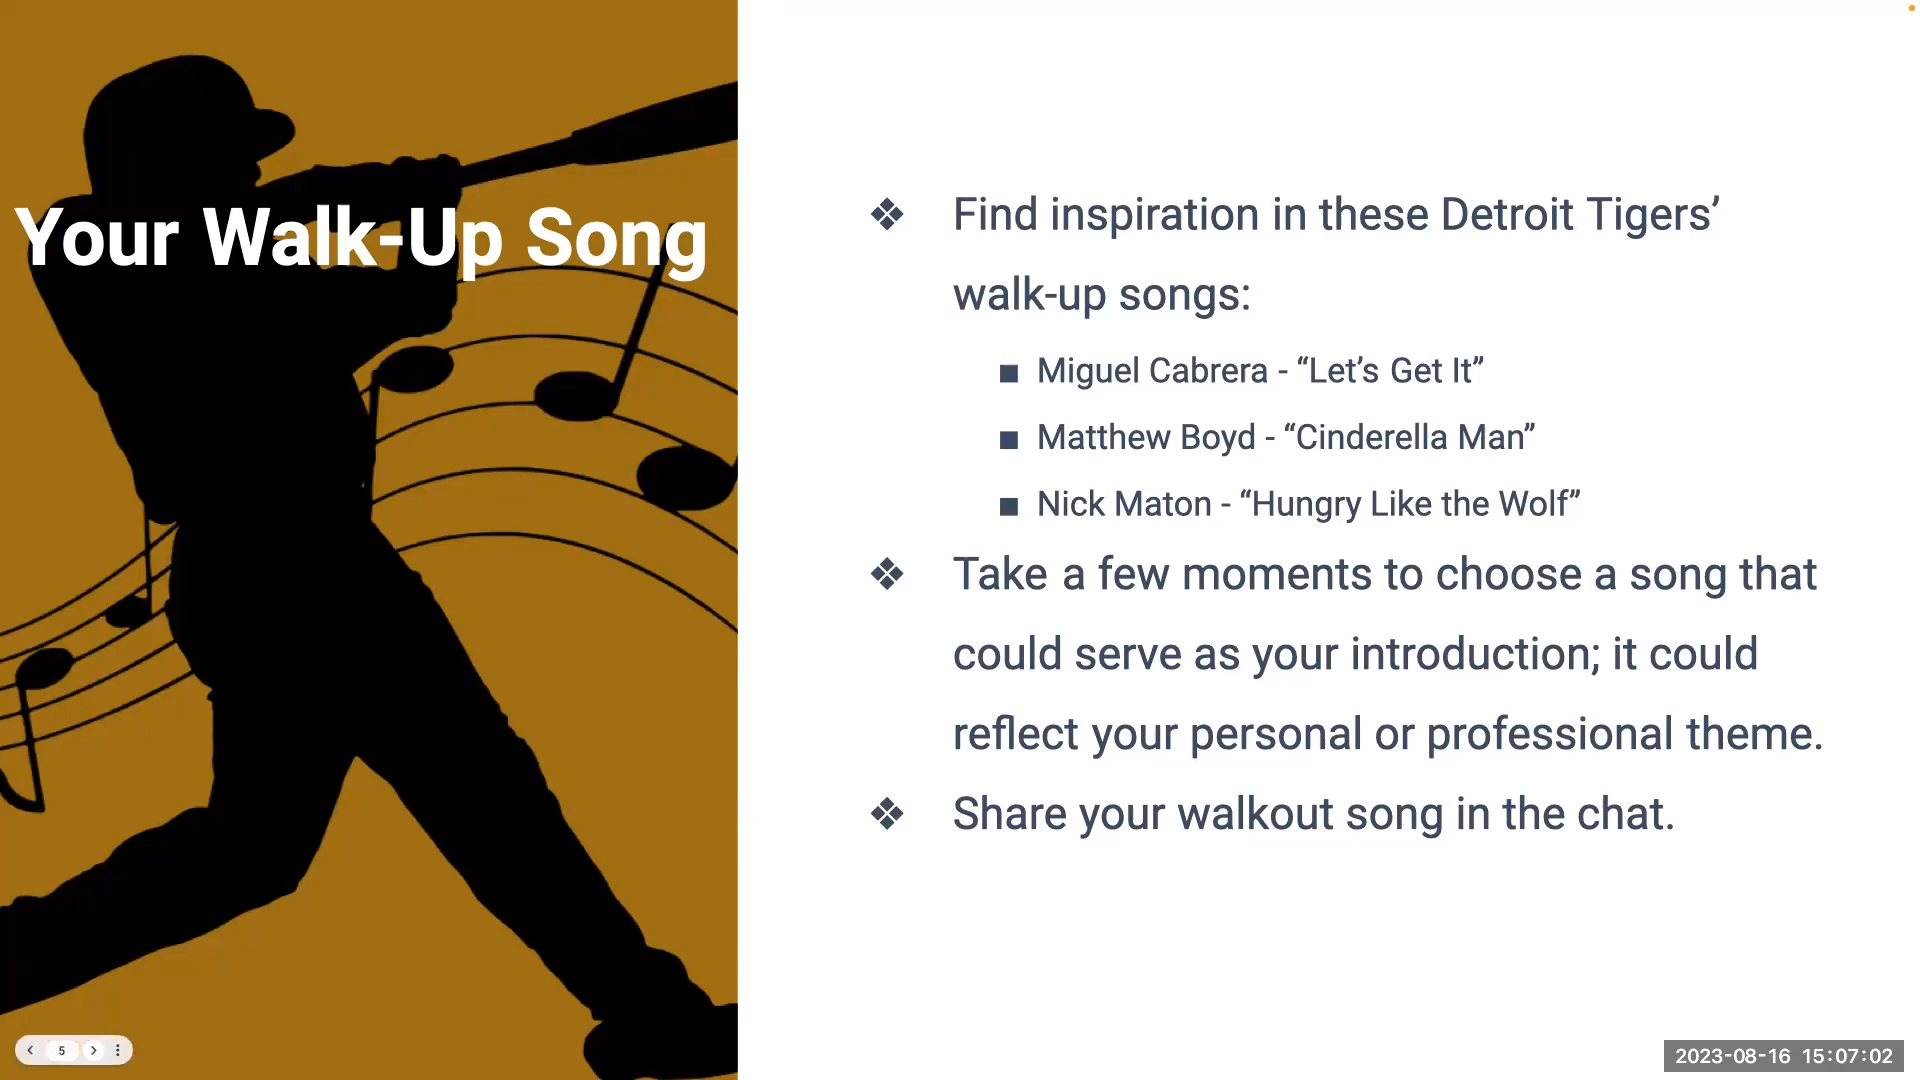 Your Walk-Up Song
❖ Find inspiration in these Detroit Tigers’
walk-up songs:
■ Miguel Cabrera - “Let’s Get It”
■ Matthew Boyd - “Cinderella Man”
■ Nick Maton - “Hungry Like the Wolf”
❖ Take a few moments to choose a song that
could serve as your introduction; it could
reflect your personal or professional theme.
❖ Share your walkout song in the chat.
5
2023-08-16 15:07:02